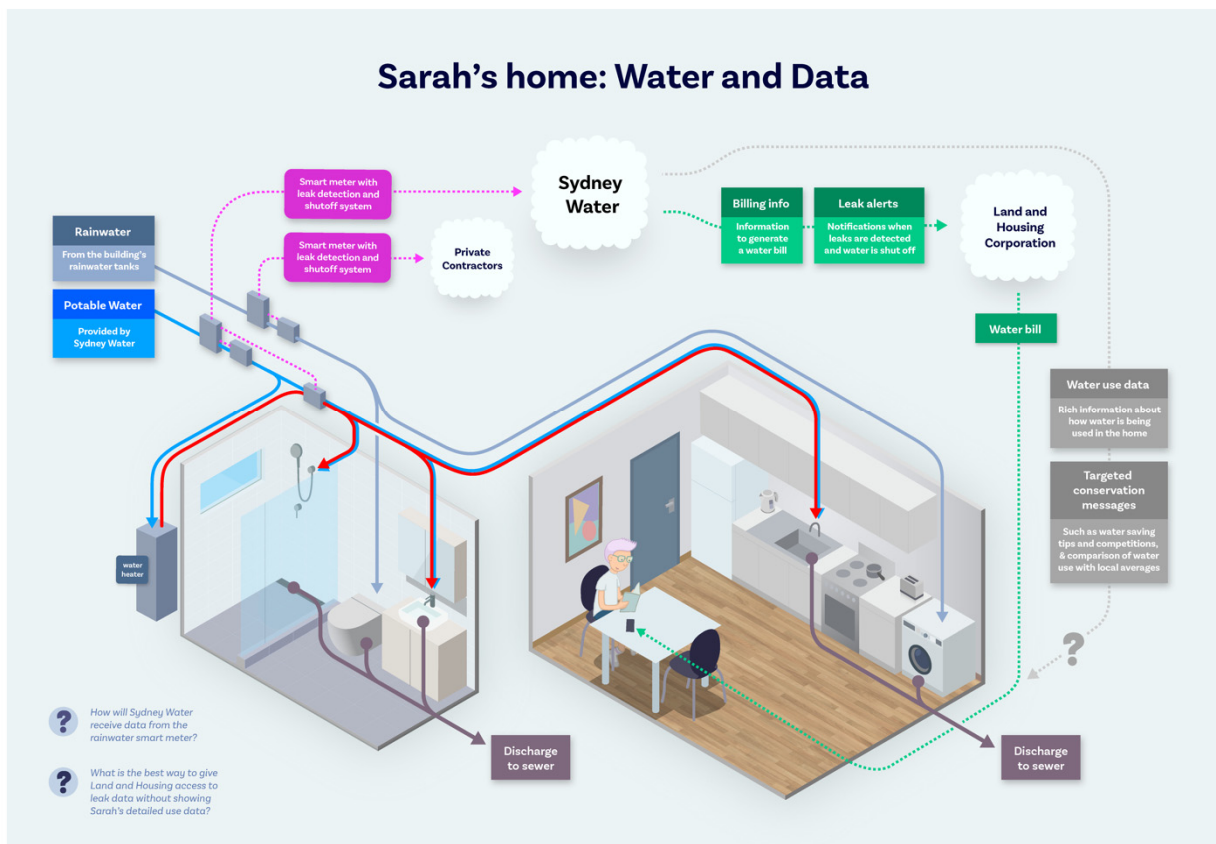 Sarah's home: Water and Data
Smart meter with
leak detection and
shutoff system
Sydney
Water
Billing info
Information
to generate
a water bill
Leak alerts
Notifications when
leaks are detected
and water is shut off
Land and
Housing
Corporation
Rainwater
From the building's
rainwater tanks
Smart meter with
leak detection and
shutoff system
Private
Contractors
Potable Water
Provided by
Sydney Water
Water bill
Water use data
Rich information about
how water is being
used in the home
Targeted
conservation
messages
Such as water saving
tips and competitions,
& comparison of water
use with local averages
water
heater
?
?
How will Sydney Water
receive data from the
rainwater smart meter?
?
What is the best way to give
Land and Housing access to
leak data without showing
Sarah's detailed use data?
Discharge
to sewer
Discharge
to sewer